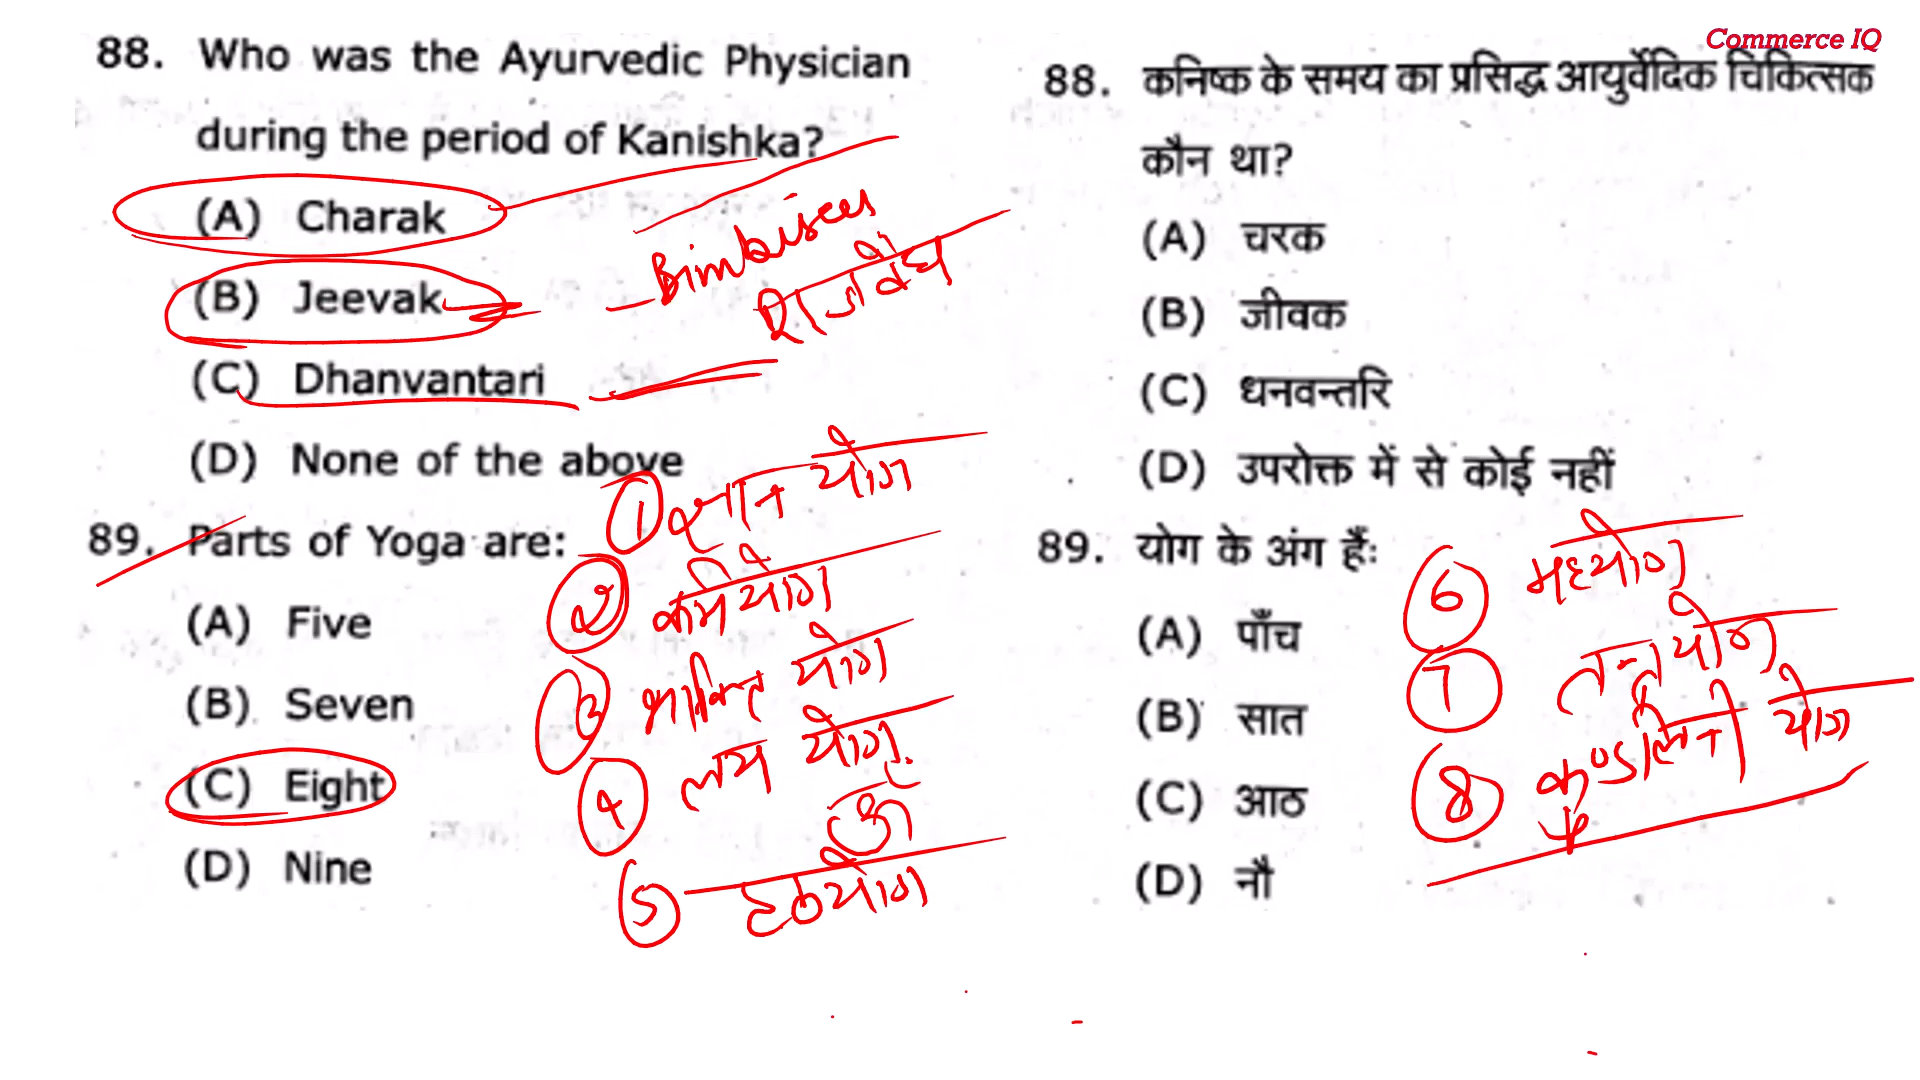 Commerce IQ
88. Who was the Ayurvedic Physician
during the period of Kanishka?
(A) Charak
(B) Jeevak
(C) Dhanvantari
(D) None of the above
89. Parts of Yoga are:
(A) Five
(B) Seven
(C) Eight
(D) Nine
Bimbisar
राजवैध
1 ज्ञान योग
2 कर्म योग
3 भक्ति योग
4 लय योग
5 हठयोग
88. कनिष्क के समय का प्रसिद्ध आयुर्वेदिक चिकित्सक
कौन था?
(A) चरक
(B) जीवक
(C) धनवन्तरि
(D) उपरोक्त में से कोई नहीं
89. योग के अंग हैं:
(A) पाँच
(B) सात
(C) आठ
(D) नौ
6
7
8 कुण्डलिनी योग